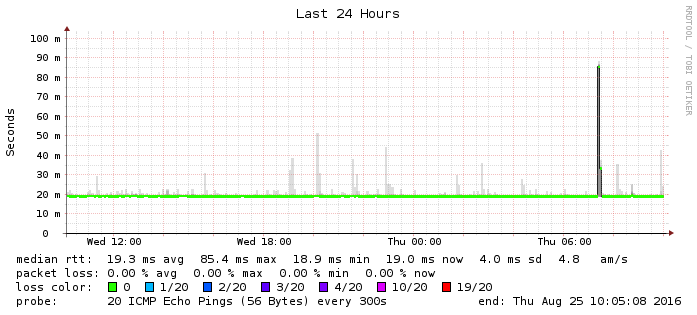 Last 24 Hours
RRDTOOL / TOBI OETIKER
Seconds
100 m
90 m
80 m
70 m
60 m
50 m
40 m
30 m
20 m
10 m
0
Wed 12:00 Wed 18:00 Thu 00:00 Thu 06:00
median rtt: 19.3 ms avg 85.4 ms max 18.9 ms min 19.0 ms now 4.0 ms sd 4.8 am/s
packet loss: 0.00 % avg 0.00 % max 0.00 % min 0.00 % now
loss color: 0 1/20 2/20 3/20 4/20 10/20 19/20
probe: 20 ICMP Echo Pings (56 Bytes) every 300s end: Thu Aug 25 10:05:08 2016